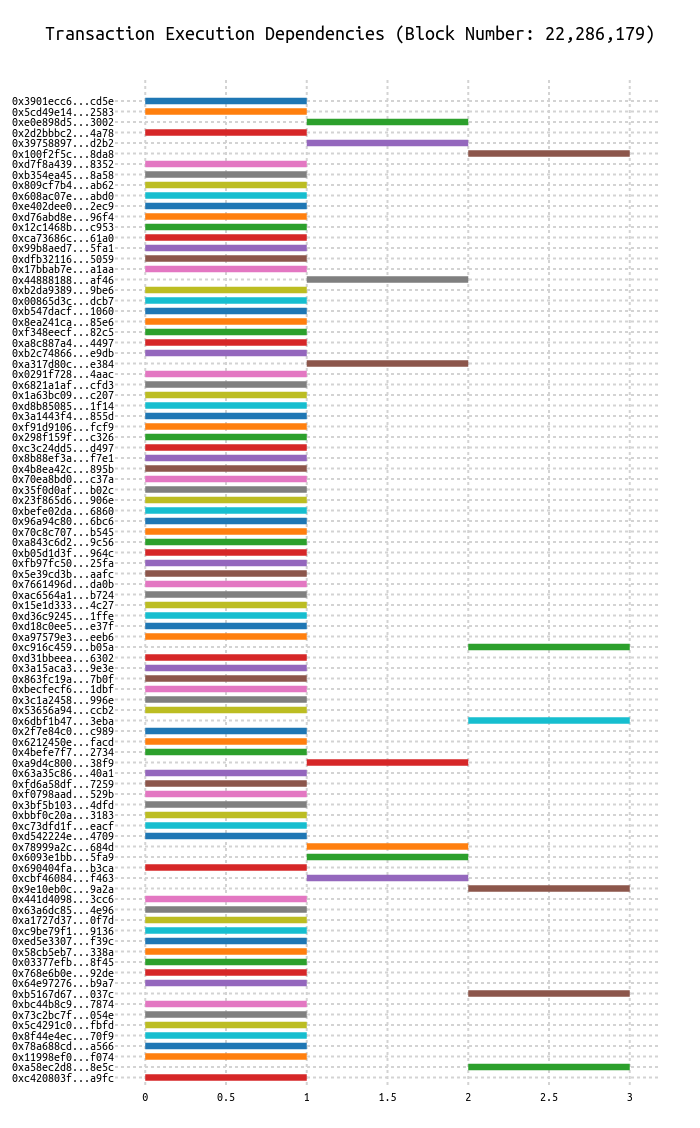 Transaction Execution Dependencies (Block Number: 22,286,179)
0x3901ecc6...cd5e
0x5cd49e14...2583
0xe0e898d5...3002
0x2d2bbbc2...4a78
0x39758897...d2b2
0x100f2f5c...8da8
0xd7f8a439...8352
0xb354ea45...8a58
0x809cf7b4...ab62
0x608ac07e...abd0
0xe402dee0...2ec9
0xd76abd8e...96f4
0x12c1468b...c953
0xca73686c...61a0
0x99b8aed7...5fa1
0xdfb32116...5059
0x17bbab7e...a1aa
0x44888188...af46
0xb2da9389...9be6
0x00865d3c...dcb7
0xb547dacf...1060
0x8ea241ca...85e6
0xf348eecf...82c5
0xa8c887a4...4497
0xb2c74866...e9db
0xa317d80c...e384
0x0291f728...4aac
0x6821a1af...cfd3
0x1a63bc09...c207
0xd8b85085...1f14
0x3a1443f4...855d
0xf91d9106...fcf9
0x298f159f...c326
0xc3c24dd5...d497
0x8b88ef3a...f7e1
0x4b8ea42c...895b
0x70ea8bd0...c37a
0x35f0d0af...b02c
0x23f865d6...906e
0xbefe02da...6860
0x96a94c80...6bc6
0x70c8c707...b545
0xa843c6d2...9c56
0xb05d1d3f...964c
0xfb97fc50...25fa
0x5e39cd3b...aafc
0x7661496d...da0b
0xac6564a1...b724
0x15e1d333...4c27
0xd36c9245...1ffe
0xd18c0ee5...e37f
0xa97579e3...eeb6
0xc916c459...b05a
0xd31bbeea...6302
0x3a15aca3...9e3e
0x863fc19a...7b0f
0xbecfecf6...1dbf
0x3c1a2458...996e
0x53656a94...ccb2
0x6dbf1b47...3eba
0x2f7e84c0...c989
0x6212450e...facd
0x4befe7f7...2734
0xa9d4c800...38f9
0x63a35c86...40a1
0xfd6a58df...7259
0xf0798aad...529b
0x3bf5b103...4dfd
0xbbf0c20a...3183
0xc73dfd1f...eacf
0xd542224e...4709
0x78999a2c...684d
0x6093e1bb...5fa9
0x690404fa...b3ca
0xcbf46084...f463
0x9e10eb0c...9a2a
0x441d4098...3cc6
0x63a6dc85...4e96
0xa1727d37...0f7d
0xc9be79f1...9136
0xed5e3307...f39c
0x58cb5eb7...338a
0x03377efb...8f45
0x768e6b0e...92de
0x64e97276...b9a7
0xb5167d67...037c
0xbc44b8c9...7874
0x73c2bc7f...054e
0x5c4291c0...fbfd
0x8f44e4ec...70f9
0x78a688cd...a566
0x11998ef0...f074
0xa58ec2d8...8e5c
0xc420803f...a9fc
0 0.5 1 1.5 2 2.5 3